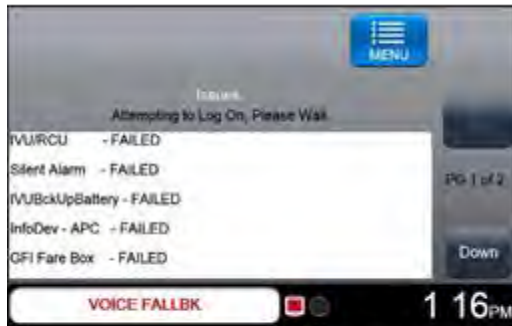 MENU
Issues
Attempting to Log On, Please Wait
IVU/RCU - FAILED
Silent Alarm - FAILED
IVUBckUpBattery - FAILED
InfoDev - APC - FAILED
GFI Fare Box - FAILED
PG 1 of 2
Down
VOICE FALLBK
1 16PM